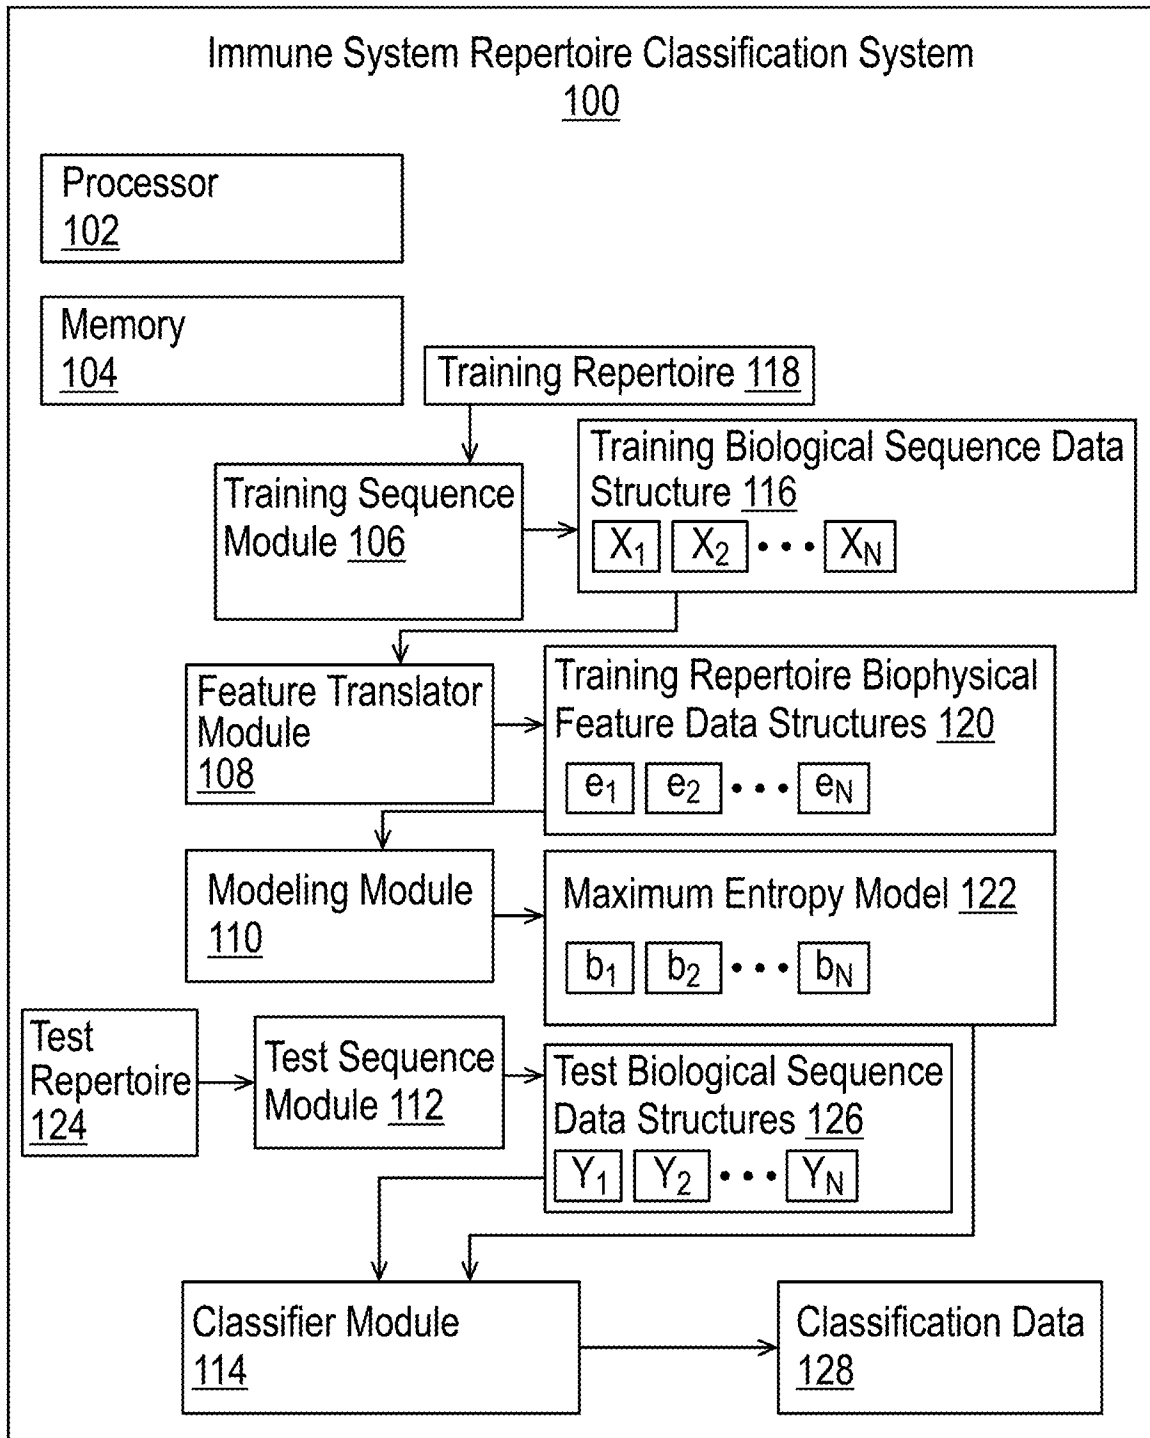 Immune System Repertoire Classification System
100
Processor
102
Memory
104
Training Repertoire 118
Training Sequence
Module 106
Training Biological Sequence Data
Structure 116
X1 X2 • • • XN
Feature Translator
Module
108
Training Repertoire Biophysical
Feature Data Structures 120
e1 e2 • • • eN
Modeling Module
110
Maximum Entropy Model 122
b1 b2 • • • bN
Test
Repertoire
124
Test Sequence
Module 112
Test Biological Sequence
Data Structures 126
Y1 Y2 • • • YN
Classifier Module
114
Classification Data
128